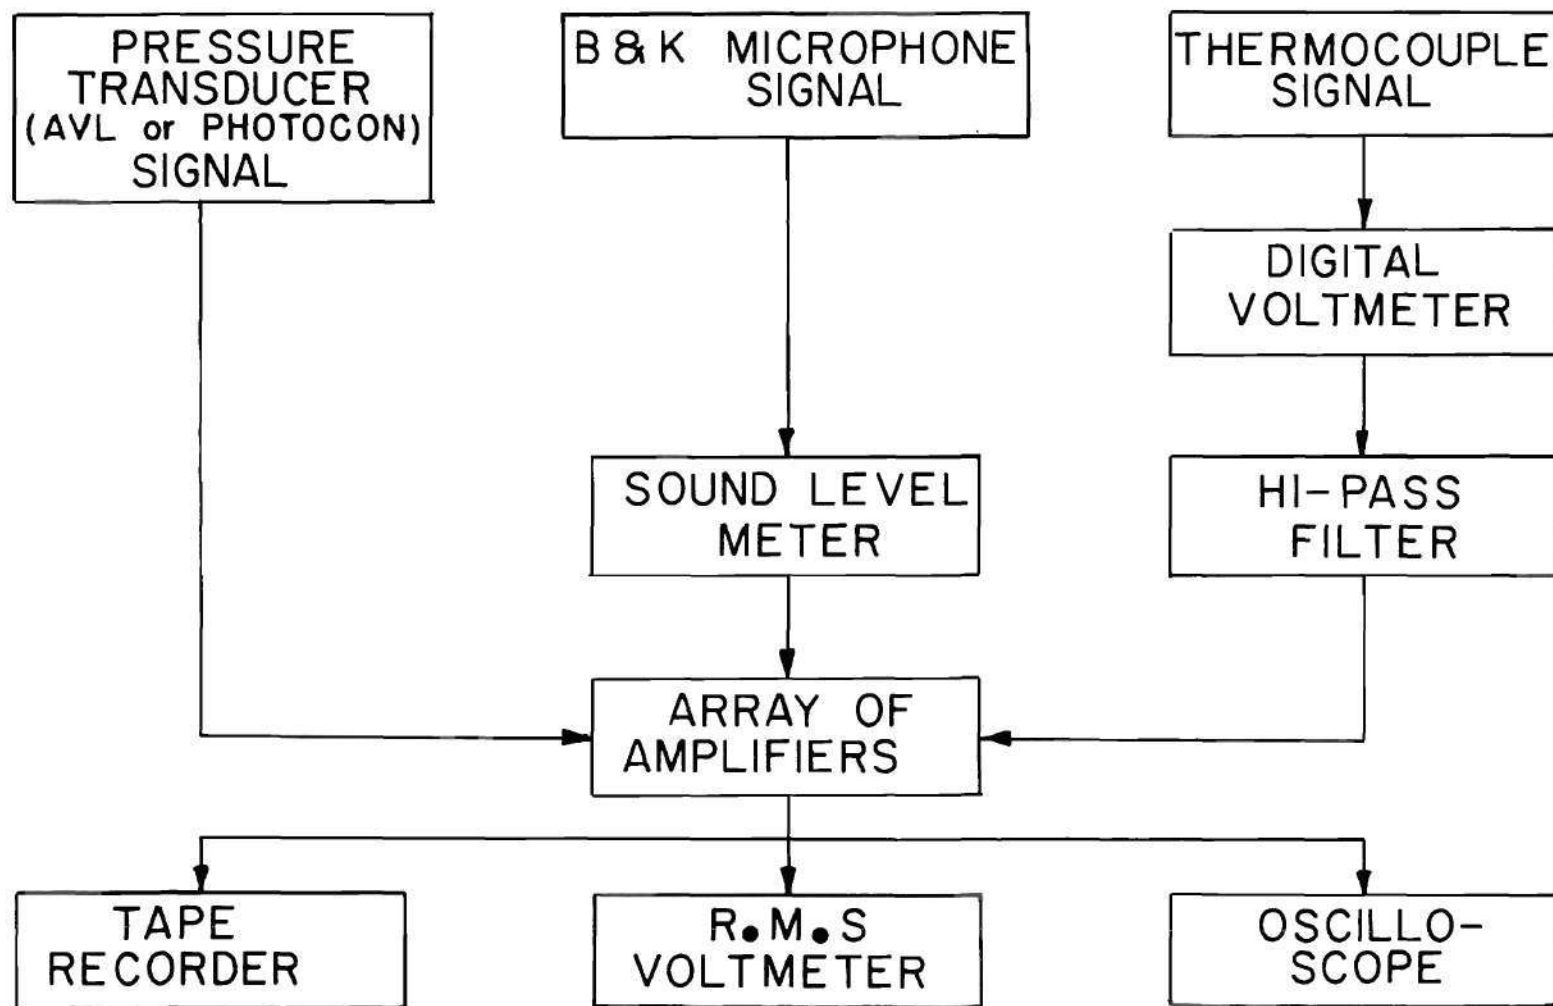 PRESSURE
TRANSDUCER
(AVL or PHOTOCON)
SIGNAL
B & K MICROPHONE
SIGNAL
THERMOCOUPLE
SIGNAL
DIGITAL
VOLTMETER
SOUND LEVEL
METER
HI-PASS
FILTER
ARRAY OF
AMPLIFIERS
TAPE
RECORDER
R.M.S
VOLTMETER
OSCILLO-
SCOPE